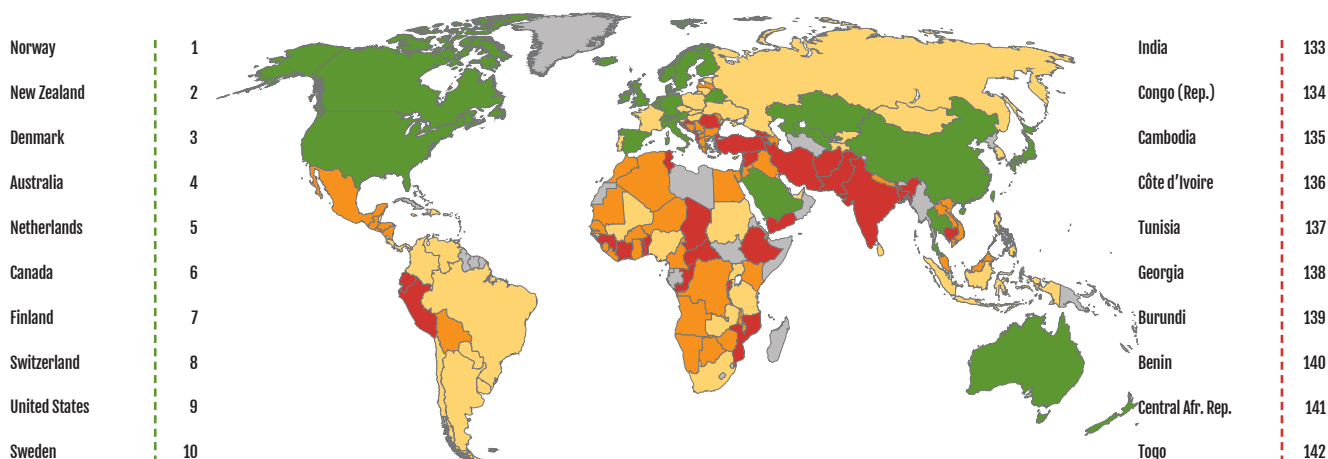 Norway 1
New Zealand 2
Denmark 3
Australia 4
Netherlands 5
Canada 6
Finland 7
Switzerland 8
United States 9
Sweden 10
India 133
Congo (Rep.) 134
Cambodia 135
Côte d'Ivoire 136
Tunisia 137
Georgia 138
Burundi 139
Benin 140
Central Afr. Rep. 141
Togo 142